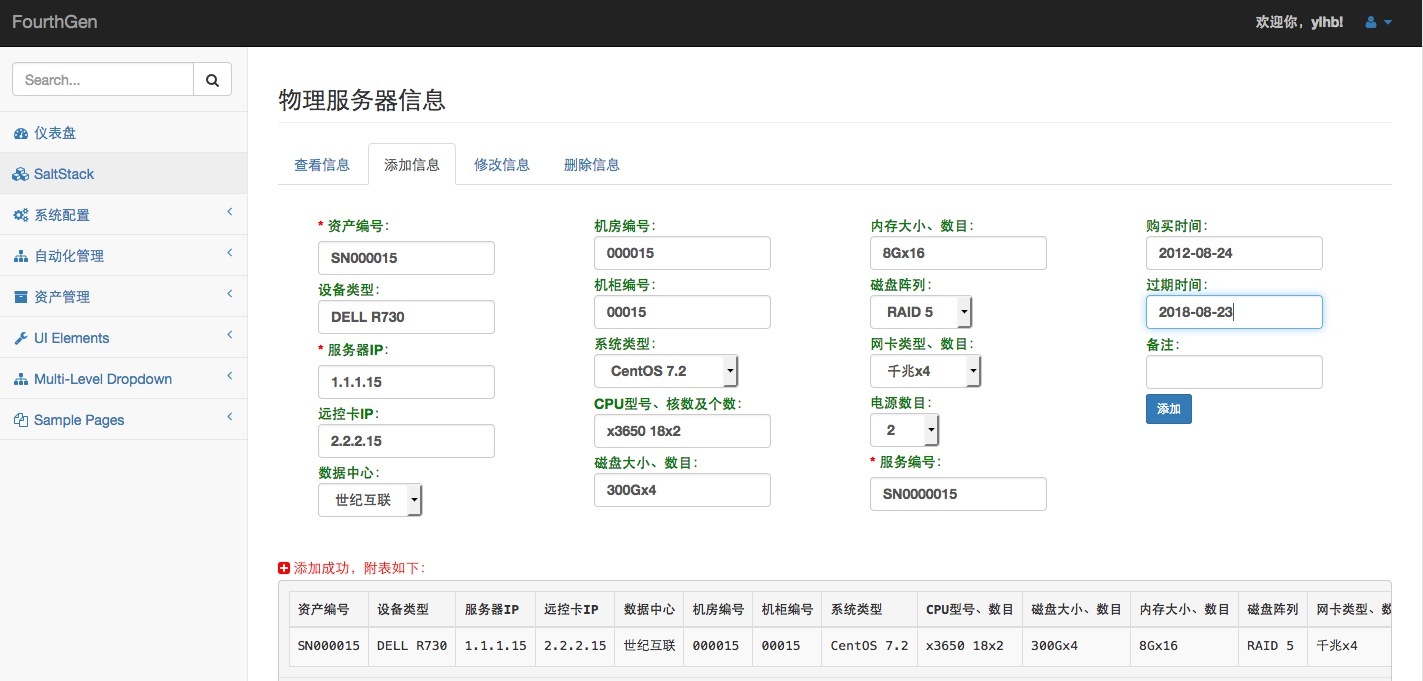 FourthGen
欢迎你，ylhb!
Search...
仪表盘
SaltStack
系统配置
自动化管理
资产管理
UI Elements
Multi-Level Dropdown
Sample Pages
物理服务器信息
查看信息 添加信息 修改信息 删除信息
* 资产编号:
SN000015
设备类型:
DELL R730
* 服务器IP:
1.1.1.15
远控卡IP:
2.2.2.15
数据中心:
世纪互联
机房编号:
000015
机柜编号:
00015
系统类型:
CentOS 7.2
CPU型号、核数及个数:
x3650 18x2
磁盘大小、数目:
300Gx4
内存大小、数目:
8Gx16
磁盘阵列:
RAID 5
网卡类型、数目:
千兆x4
电源数目:
2
* 服务编号:
SN0000015
购买时间:
2012-08-24
过期时间:
2018-08-23
备注:
添加
添加成功，附表如下:
资产编号 设备类型 服务器IP 远控卡IP 数据中心 机房编号 机柜编号 系统类型 CPU型号、数目 磁盘大小、数目 内存大小、数目 磁盘阵列 网卡类型、数
SN000015 DELL R730 1.1.1.15 2.2.2.15 世纪互联 000015 00015 CentOS 7.2 x3650 18x2 300Gx4 8Gx16 RAID 5 千兆x4